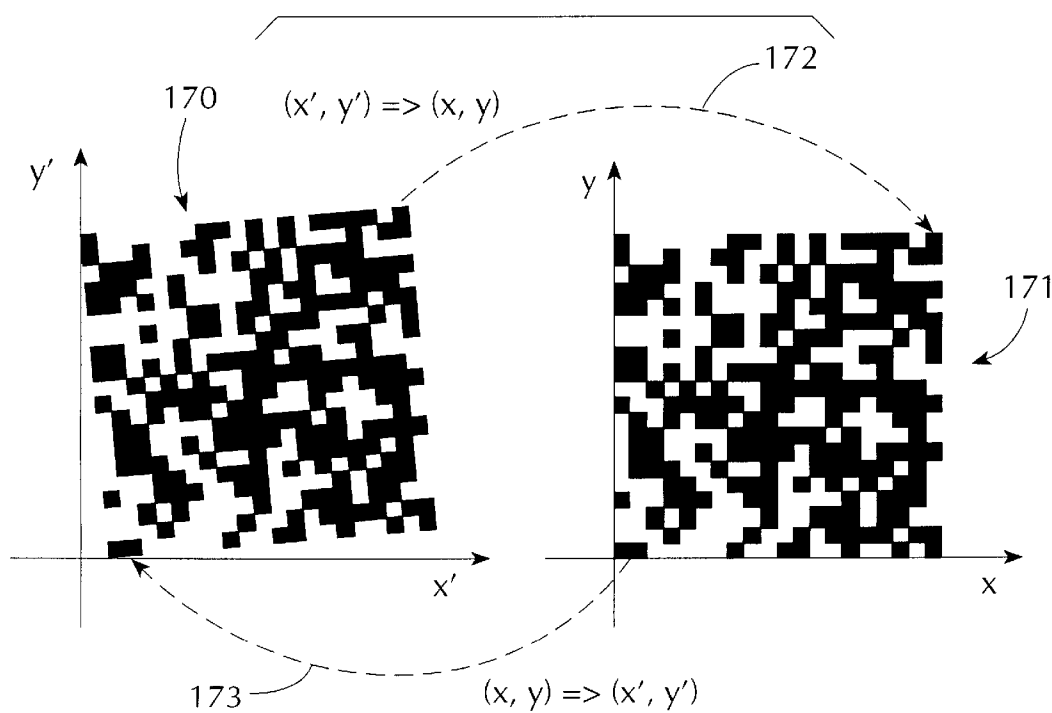 172
170
(x′, y′) => (x, y)
y′
y
171
x′
x
173
(x, y) => (x′, y′)